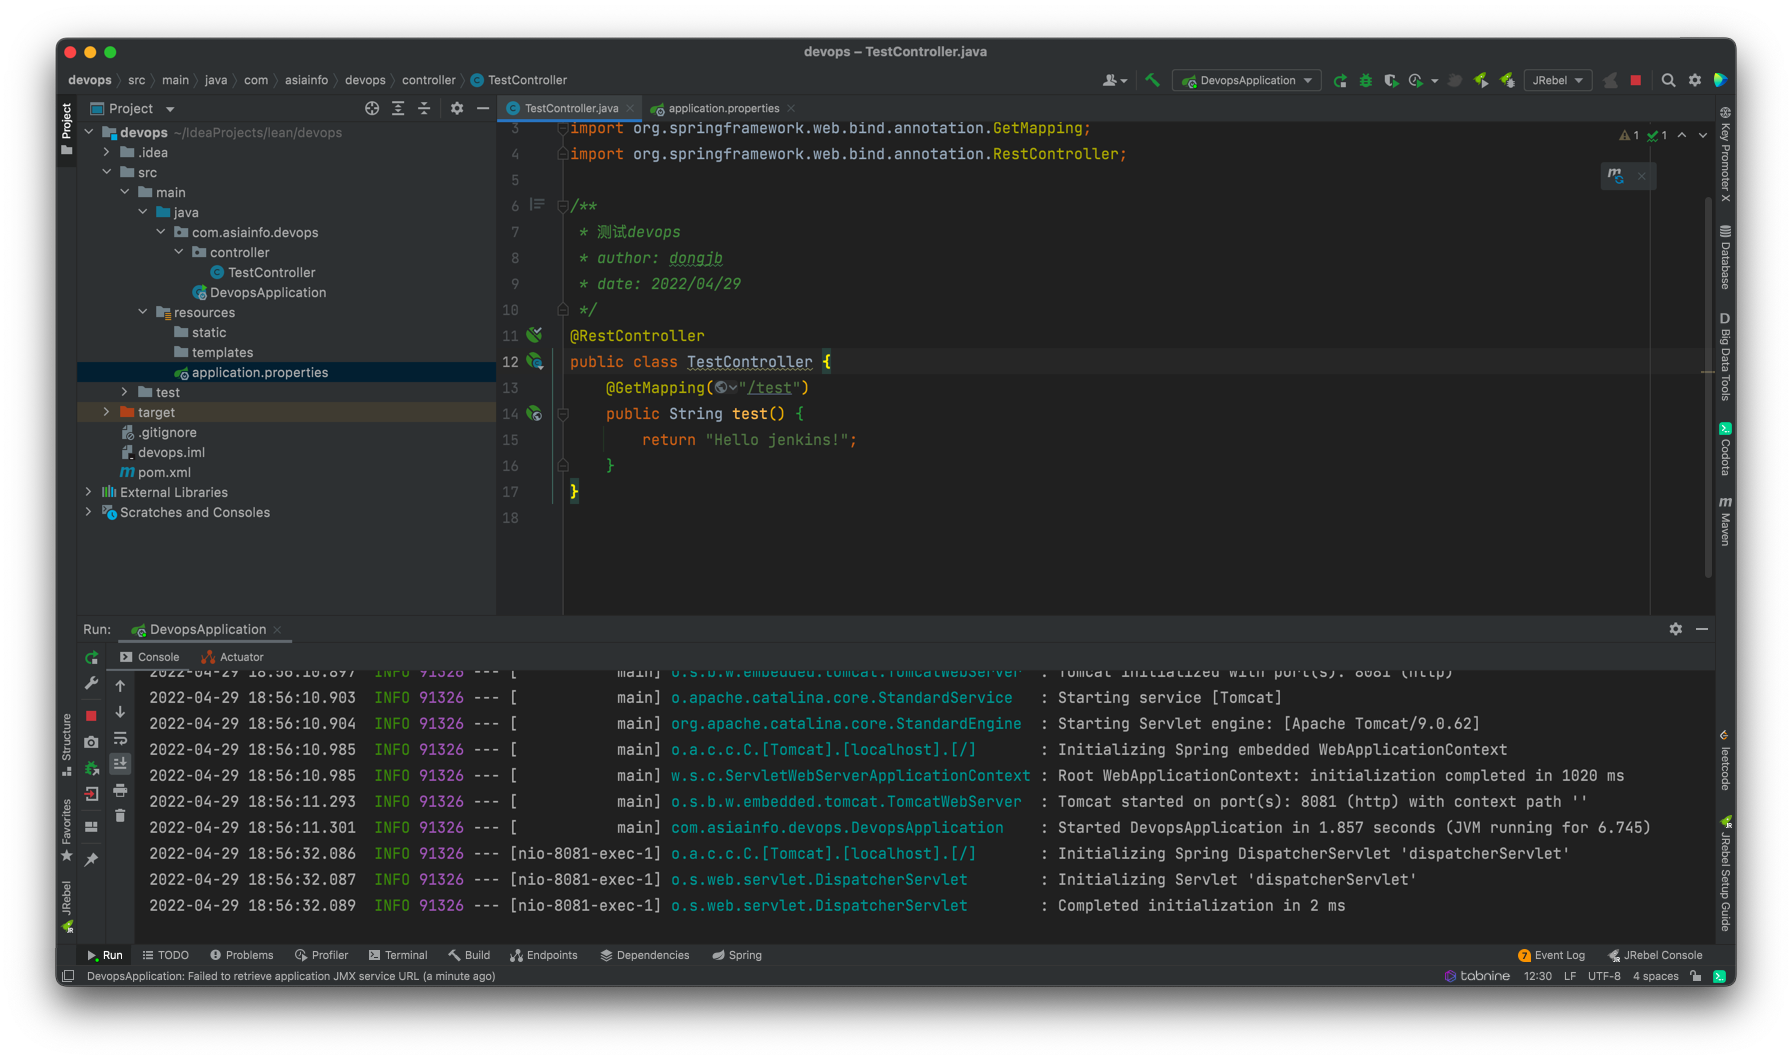 devops – TestController.java
devops src main java com asiainfo devops controller TestController
DevopsApplication JRebel
Project
TestController.java application.properties
devops ~/IdeaProjects/lean/devops
.idea
src
main
java
com.asiainfo.devops
controller
TestController
DevopsApplication
resources
static
templates
application.properties
test
target
.gitignore
devops.iml
pom.xml
External Libraries
Scratches and Consoles
3 import org.springframework.web.bind.annotation.GetMapping;
4 import org.springframework.web.bind.annotation.RestController;
5
6 /**
7 * 测试devops
8 * author: dongjb
9 * date: 2022/04/29
10 */
11 @RestController
12 public class TestController {
13 @GetMapping("/test")
14 public String test() {
15 return "Hello jenkins!";
16 }
17 }
18
1 1
Project
Structure
Favorites
JRebel
Key Promoter X
Database
Big Data Tools
Codota
Maven
leetcode
JRebel Setup Guide
Run: DevopsApplication
Console Actuator
2022-04-29 18:56:10.897 INFO 91326 --- [ main] o.s.b.w.embedded.tomcat.TomcatWebServer : Tomcat initialized with port(s): 8081 (http)
2022-04-29 18:56:10.903 INFO 91326 --- [ main] o.apache.catalina.core.StandardService : Starting service [Tomcat]
2022-04-29 18:56:10.904 INFO 91326 --- [ main] org.apache.catalina.core.StandardEngine : Starting Servlet engine: [Apache Tomcat/9.0.62]
2022-04-29 18:56:10.985 INFO 91326 --- [ main] o.a.c.c.C.[Tomcat].[localhost].[/] : Initializing Spring embedded WebApplicationContext
2022-04-29 18:56:10.985 INFO 91326 --- [ main] w.s.c.ServletWebServerApplicationContext : Root WebApplicationContext: initialization completed in 1020 ms
2022-04-29 18:56:11.293 INFO 91326 --- [ main] o.s.b.w.embedded.tomcat.TomcatWebServer : Tomcat started on port(s): 8081 (http) with context path ''
2022-04-29 18:56:11.301 INFO 91326 --- [ main] com.asiainfo.devops.DevopsApplication : Started DevopsApplication in 1.857 seconds (JVM running for 6.745)
2022-04-29 18:56:32.086 INFO 91326 --- [nio-8081-exec-1] o.a.c.c.C.[Tomcat].[localhost].[/] : Initializing Spring DispatcherServlet 'dispatcherServlet'
2022-04-29 18:56:32.087 INFO 91326 --- [nio-8081-exec-1] o.s.web.servlet.DispatcherServlet : Initializing Servlet 'dispatcherServlet'
2022-04-29 18:56:32.089 INFO 91326 --- [nio-8081-exec-1] o.s.web.servlet.DispatcherServlet : Completed initialization in 2 ms
Run TODO Problems Profiler Terminal Build Endpoints Dependencies Spring 7 Event Log JRebel Console
DevopsApplication: Failed to retrieve application JMX service URL (a minute ago) tabnine 12:30 LF UTF-8 4 spaces